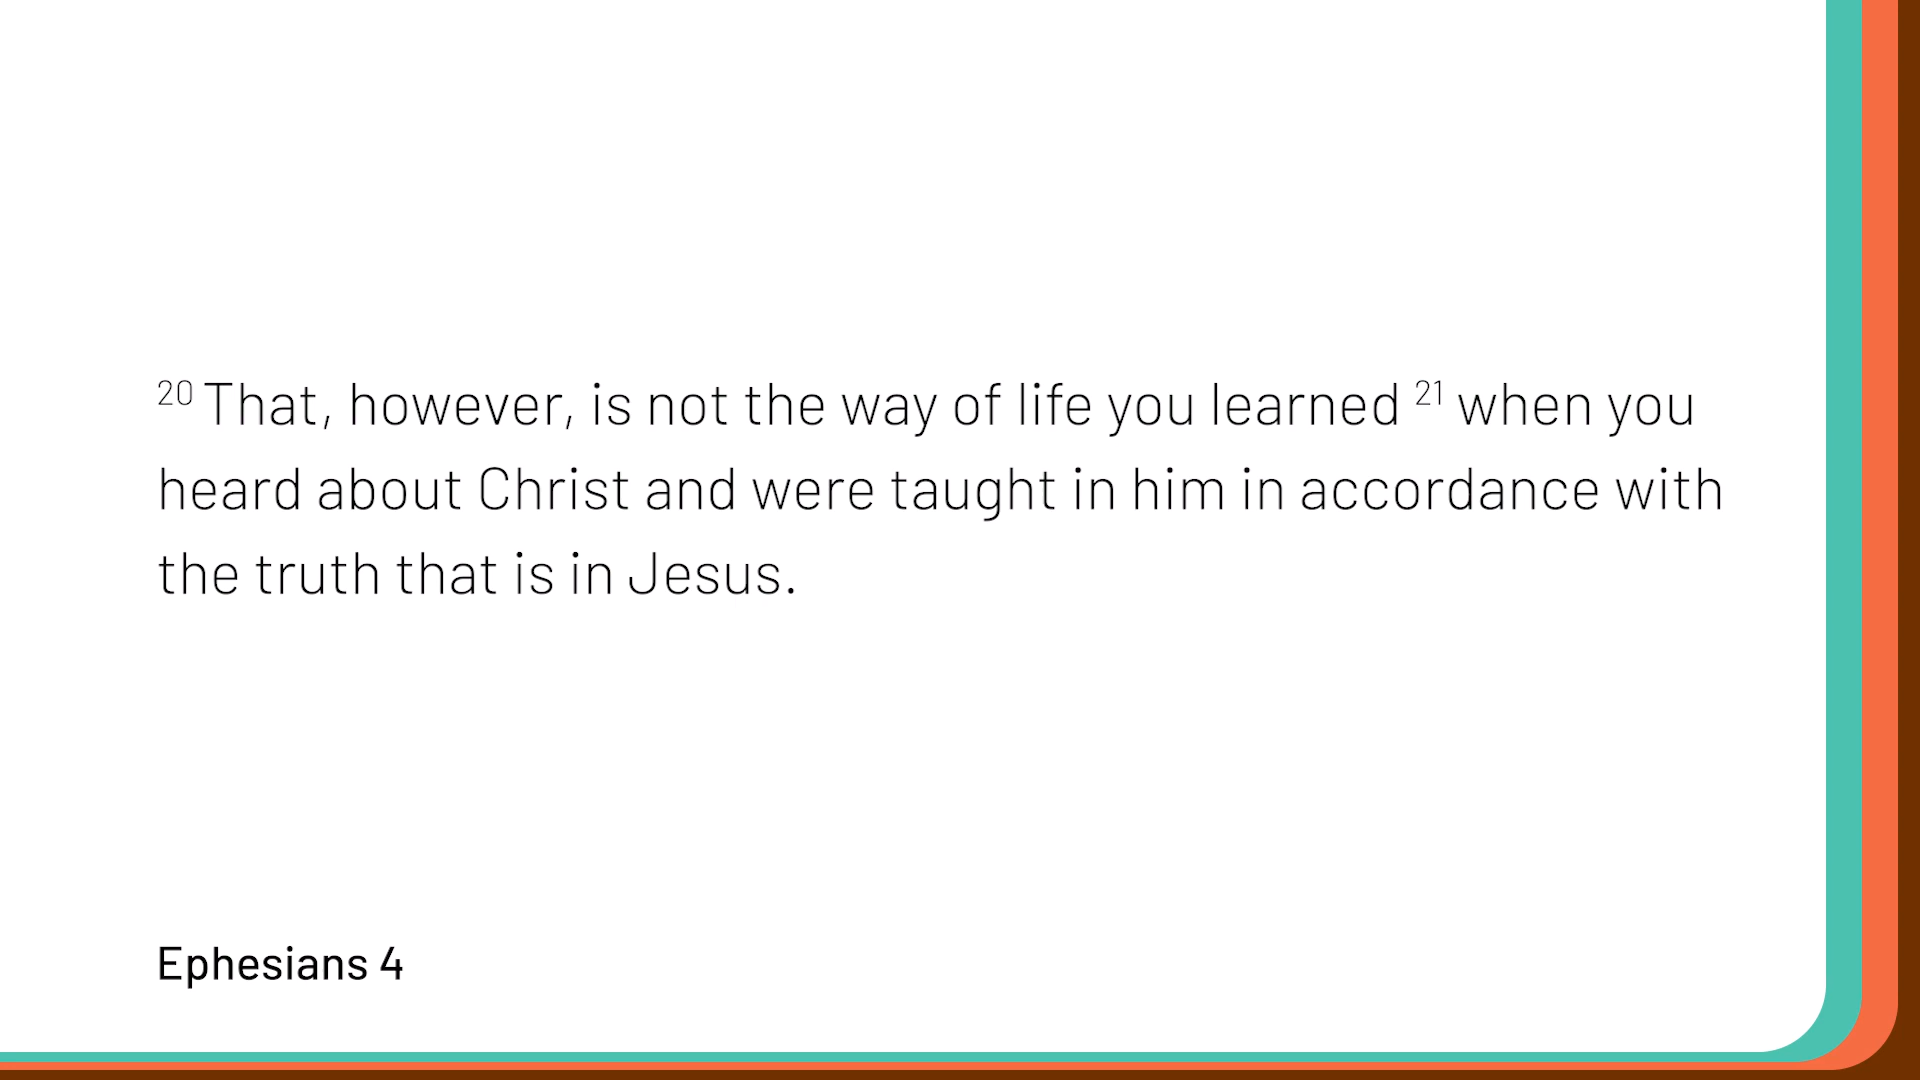 20 That, however, is not the way of life you learned 21 when you
heard about Christ and were taught in him in accordance with
the truth that is in Jesus.
Ephesians 4